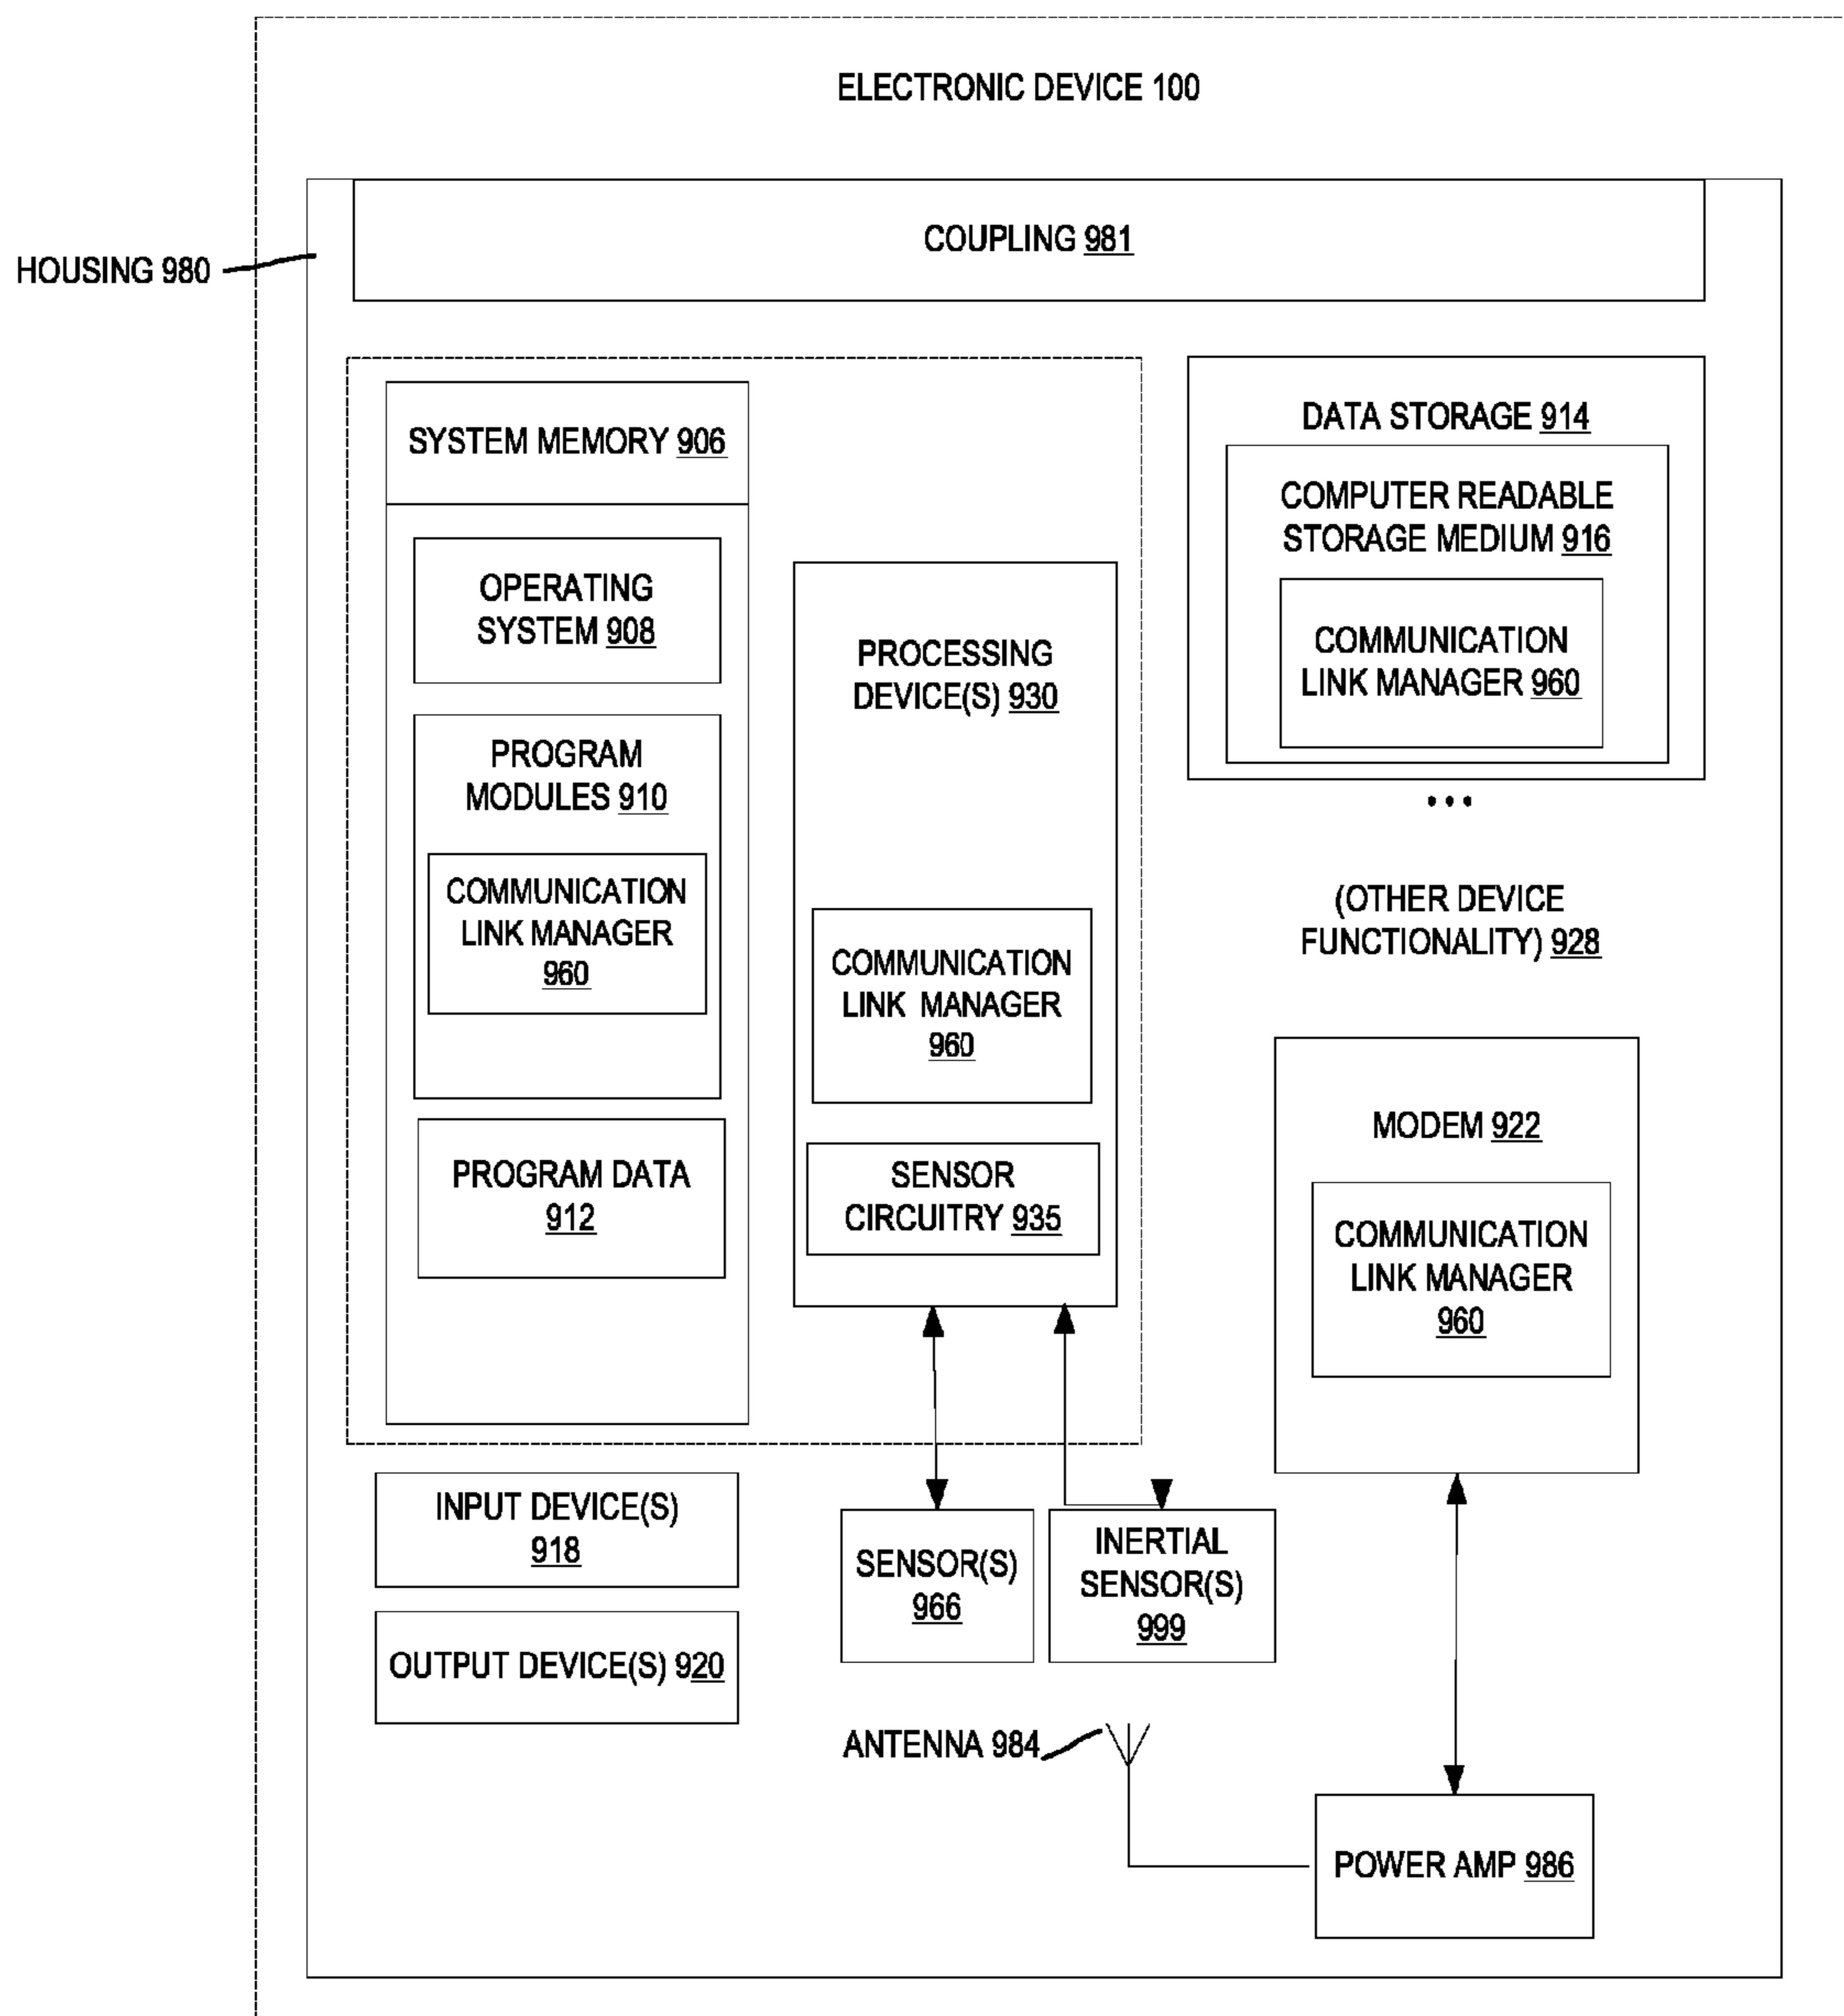 ELECTRONIC DEVICE 100
COUPLING 981
HOUSING 980
SYSTEM MEMORY 906
OPERATING
SYSTEM 908
PROGRAM
MODULES 910
COMMUNICATION
LINK MANAGER
960
PROGRAM DATA
912
PROCESSING
DEVICE(S) 930
COMMUNICATION
LINK MANAGER
960
SENSOR
CIRCUITRY 935
DATA STORAGE 914
COMPUTER READABLE
STORAGE MEDIUM 916
COMMUNICATION
LINK MANAGER 960
...
(OTHER DEVICE
FUNCTIONALITY) 928
MODEM 922
COMMUNICATION
LINK MANAGER
960
INPUT DEVICE(S)
918
OUTPUT DEVICE(S) 920
SENSOR(S)
966
INERTIAL
SENSOR(S)
999
ANTENNA 984
POWER AMP 986